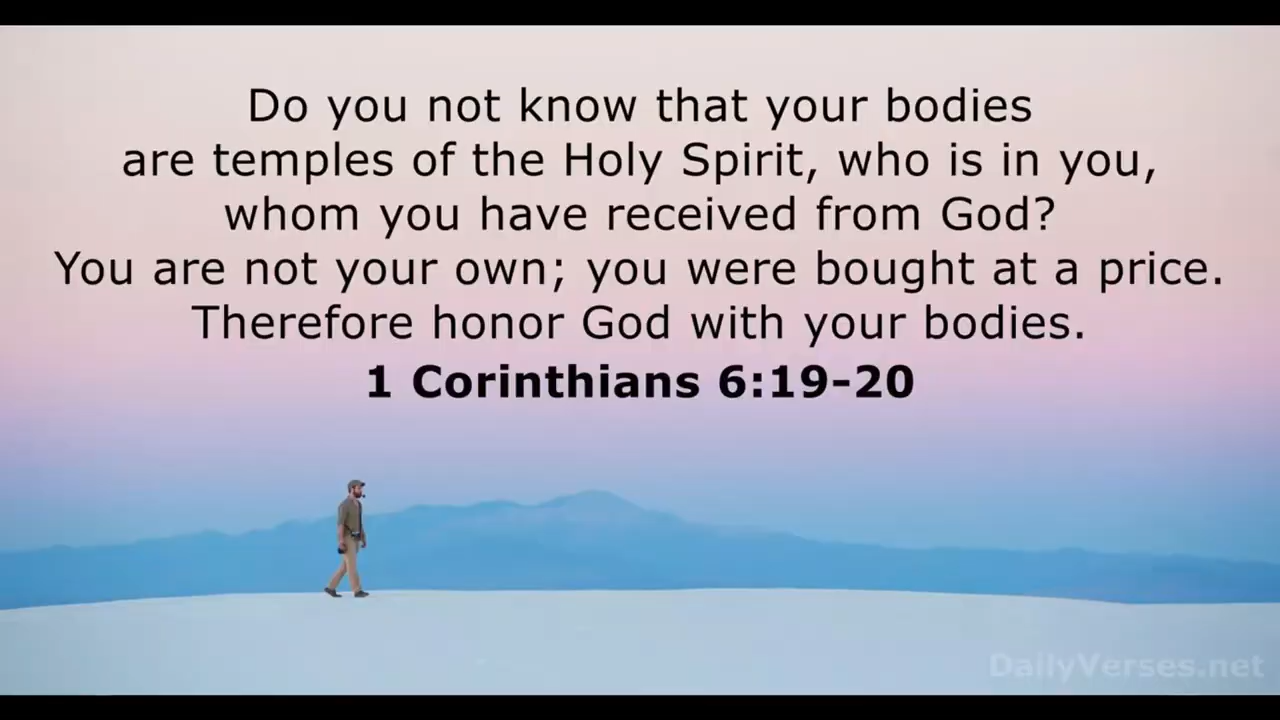 Do you not know that your bodies
are temples of the Holy Spirit, who is in you,
whom you have received from God?
You are not your own; you were bought at a price.
Therefore honor God with your bodies.
1 Corinthians 6:19-20
DailyVerses.net